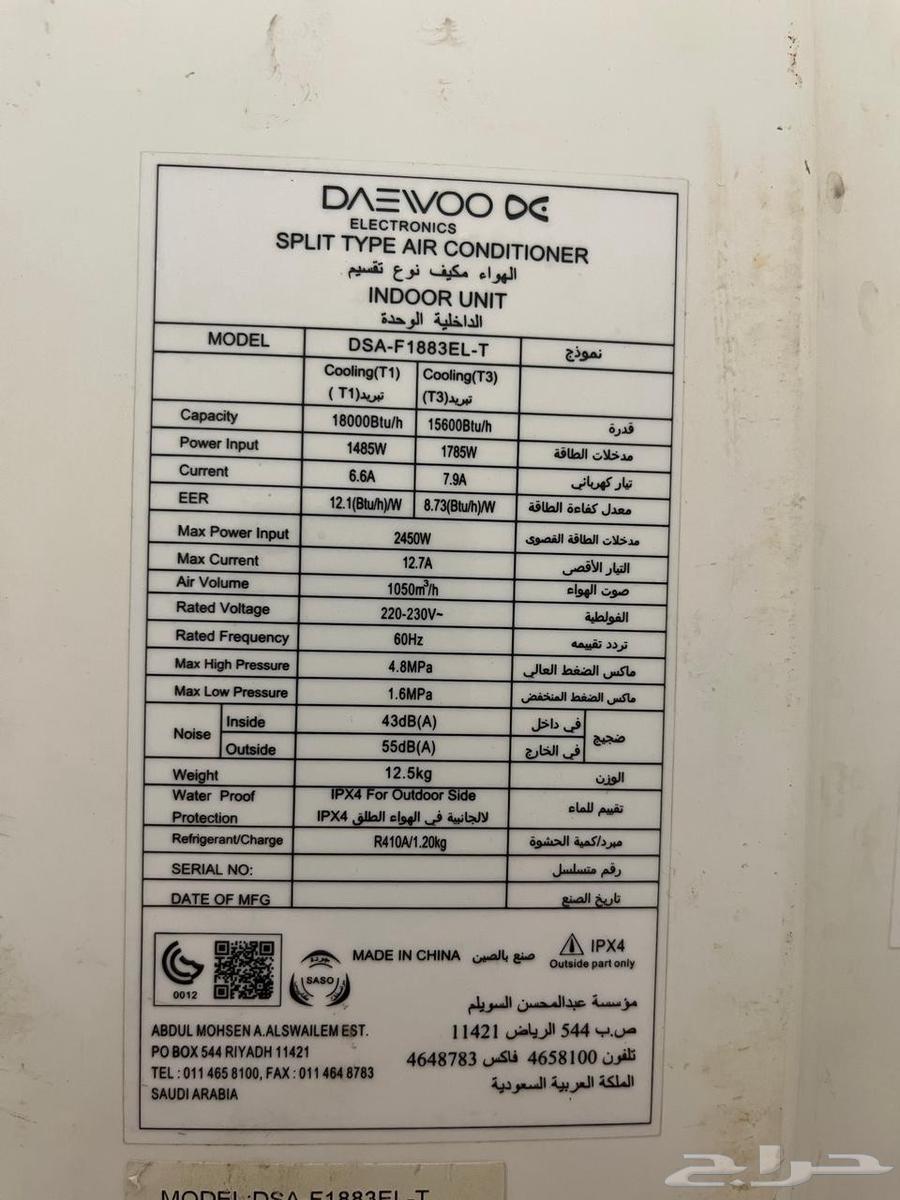 DAEWOO DE
ELECTRONICS
SPLIT TYPE AIR CONDITIONER
الهواء مكيف نوع تقسيم
INDOOR UNIT
الداخلية الوحدة
MODEL DSA-F1883EL-T نموذج
Cooling(T1) Cooling(T3)
تبريد(T1 ) تبريد(T3)
Capacity 18000Btu/h 15600Btu/h قدرة
Power Input 1485W 1785W مدخلات الطاقة
Current 6.6A 7.9A تيار كهربائي
EER 12.1(Btu/h)/W 8.73(Btu/h)/W معدل كفاءة الطاقة
Max Power Input 2450W مدخلات الطاقة القصوى
Max Current 12.7A التيار الأقصى
Air Volume 1050m³/h صوت الهواء
Rated Voltage 220-230V~ الفولطية
Rated Frequency 60Hz تردد تقييمه
Max High Pressure 4.8MPa ماكس الضغط العالي
Max Low Pressure 1.6MPa ماكس الضغط المنخفض
Noise Inside 43dB(A) في داخل ضجيج
Outside 55dB(A) في الخارج
Weight 12.5kg الوزن
Water Proof Protection IPX4 For Outdoor Side تقييم للماء
لالجانبية في الهواء الطلق IPX4
Refrigerant/Charge R410A/1.20kg مبرد/كمية الحشوة
SERIAL NO: رقم متسلسل
DATE OF MFG تاريخ الصنع
0012
جودة
SASO
MADE IN CHINA صنع بالصين
IPX4
Outside part only
ABDUL MOHSEN A.ALSWAILEM EST.
PO BOX 544 RIYADH 11421
TEL : 011 465 8100, FAX : 011 464 8783
SAUDI ARABIA
مؤسسة عبدالمحسن السويلم
ص.ب 544 الرياض 11421
تلفون 4658100 فاكس 4648783
الملكة العربية السعودية
MODEL:DSA-F1883EL-T
حراج